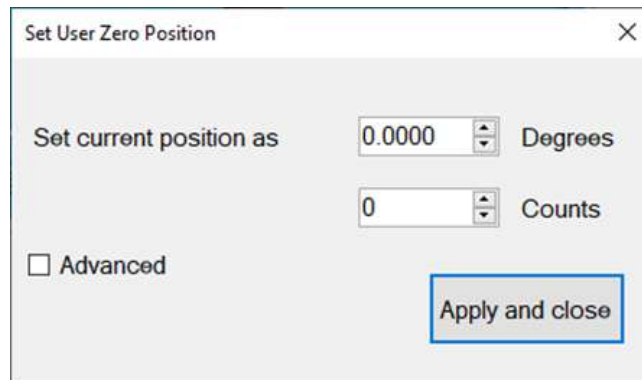 Set User Zero Position
Set current position as 0.0000 Degrees
0 Counts
Advanced
Apply and close